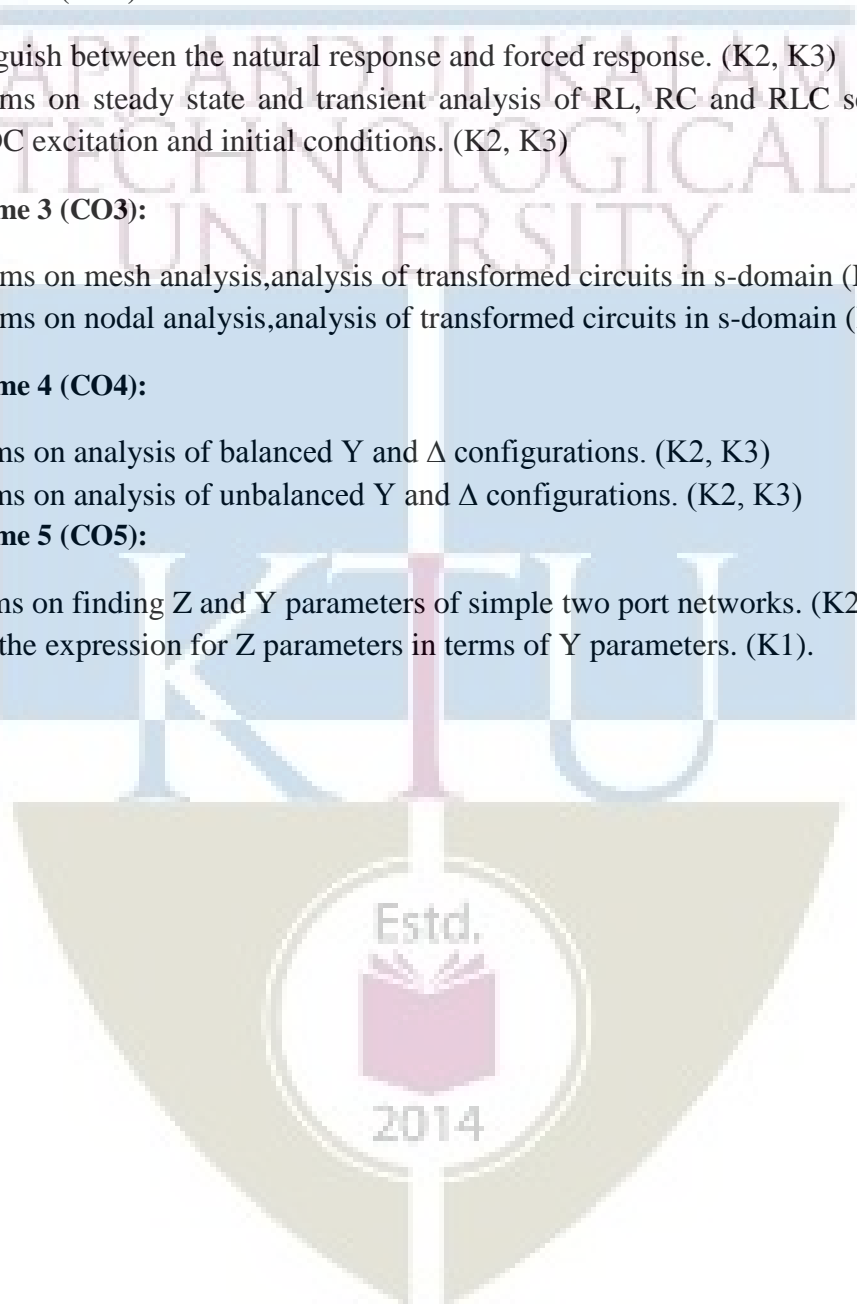 guish between the natural response and forced response. (K2, K3)
ms on steady state and transient analysis of RL, RC and RLC se
DC excitation and initial conditions. (K2, K3)
me 3 (CO3):
ms on mesh analysis,analysis of transformed circuits in s-domain (
ms on nodal analysis,analysis of transformed circuits in s-domain (
me 4 (CO4):
ms on analysis of balanced Y and Δ configurations. (K2, K3)
ms on analysis of unbalanced Y and Δ configurations. (K2, K3)
me 5 (CO5):
ms on finding Z and Y parameters of simple two port networks. (K2
the expression for Z parameters in terms of Y parameters. (K1).
API ABDUL KALAM
TECHNOLOGICAL
UNIVERSITY
KTU
Estd.
2014